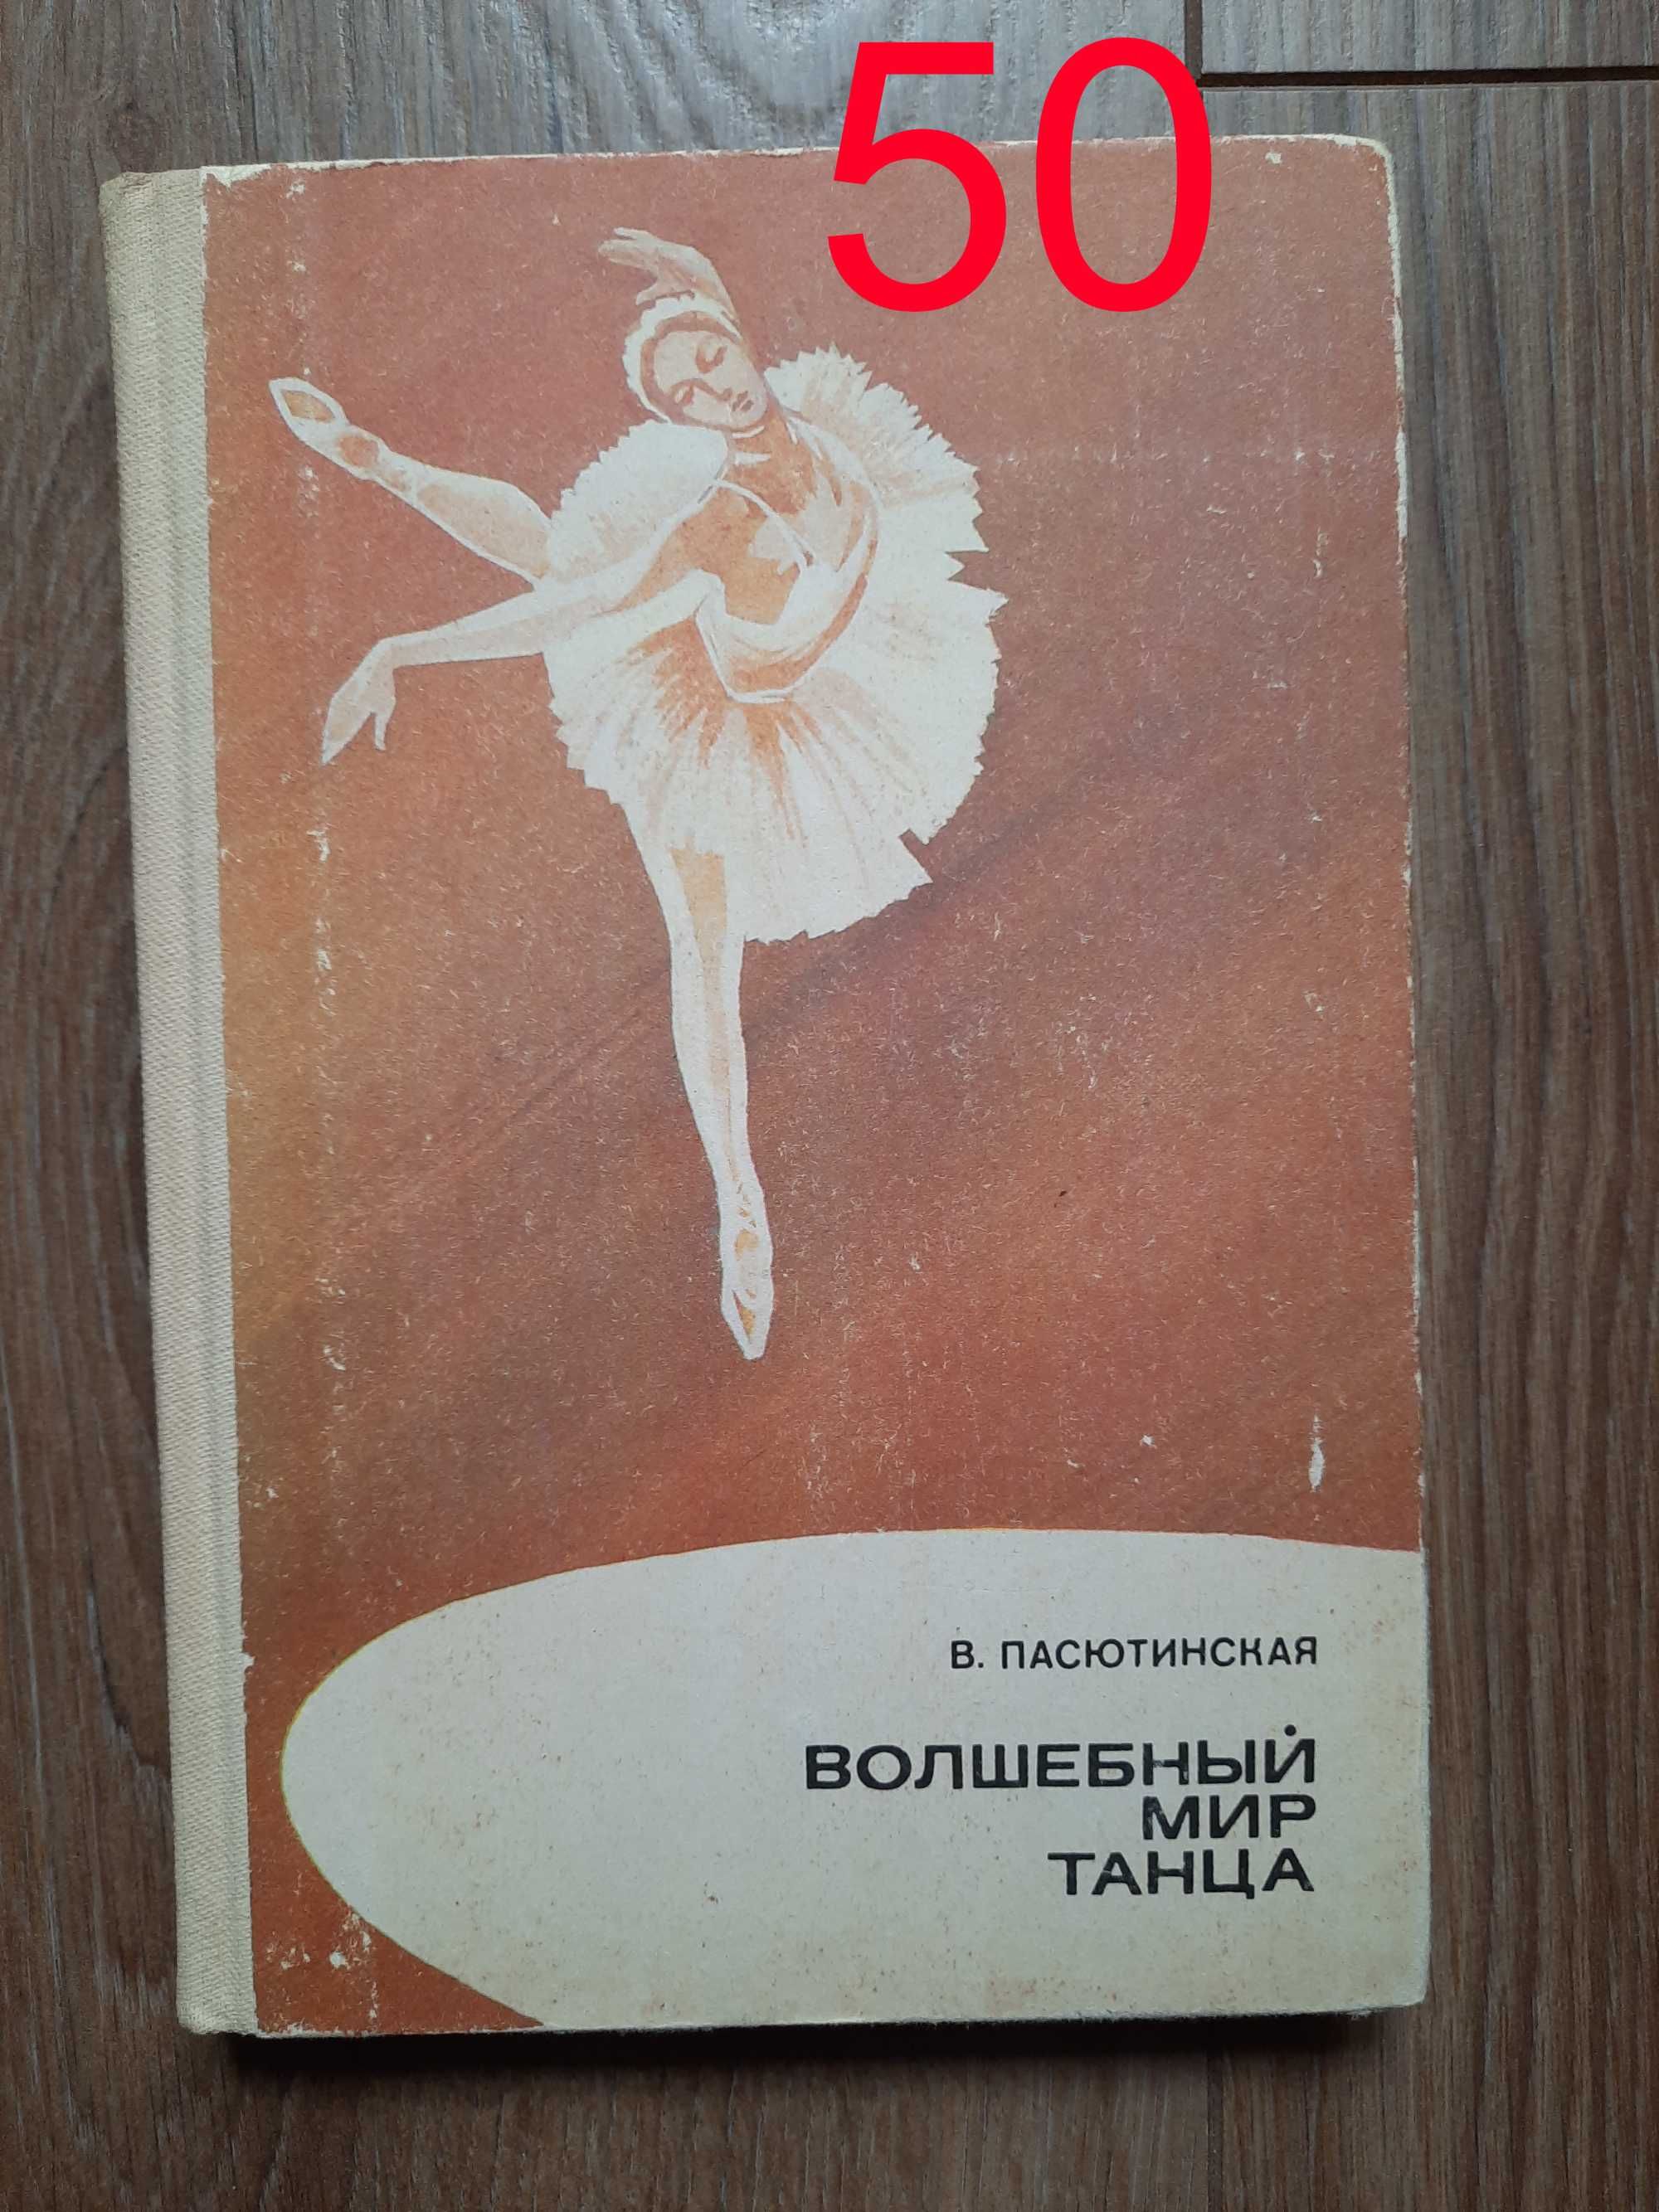 50
В. ПАСЮТИНСКАЯ
ВОЛШЕБНЫЙ
МИР
ТАНЦА